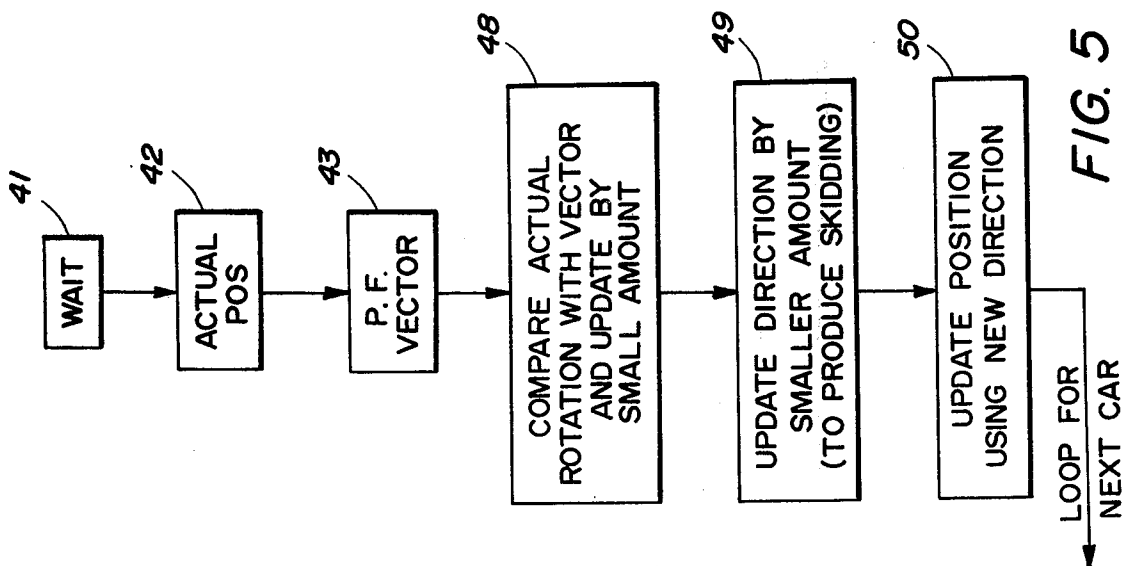 41
WAIT
42
ACTUAL
POS
43
P. F.
VECTOR
48
COMPARE ACTUAL
ROTATION WITH VECTOR
AND UPDATE BY
SMALL AMOUNT
49
UPDATE DIRECTION BY
SMALLER AMOUNT
(TO PRODUCE SKIDDING)
50
UPDATE POSITION
USING NEW DIRECTION
LOOP FOR
NEXT CAR
FIG. 5